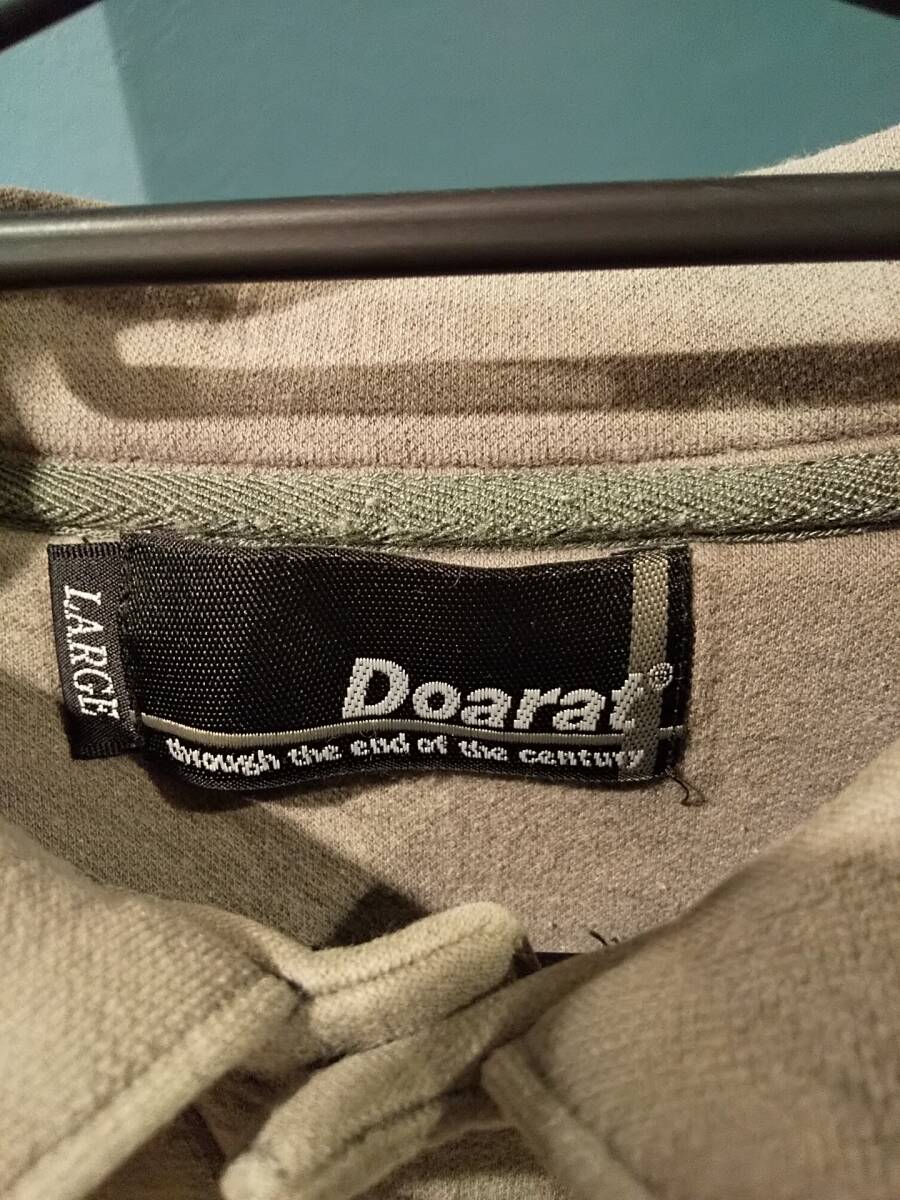 LARGE
Doarat®
through the end of the century